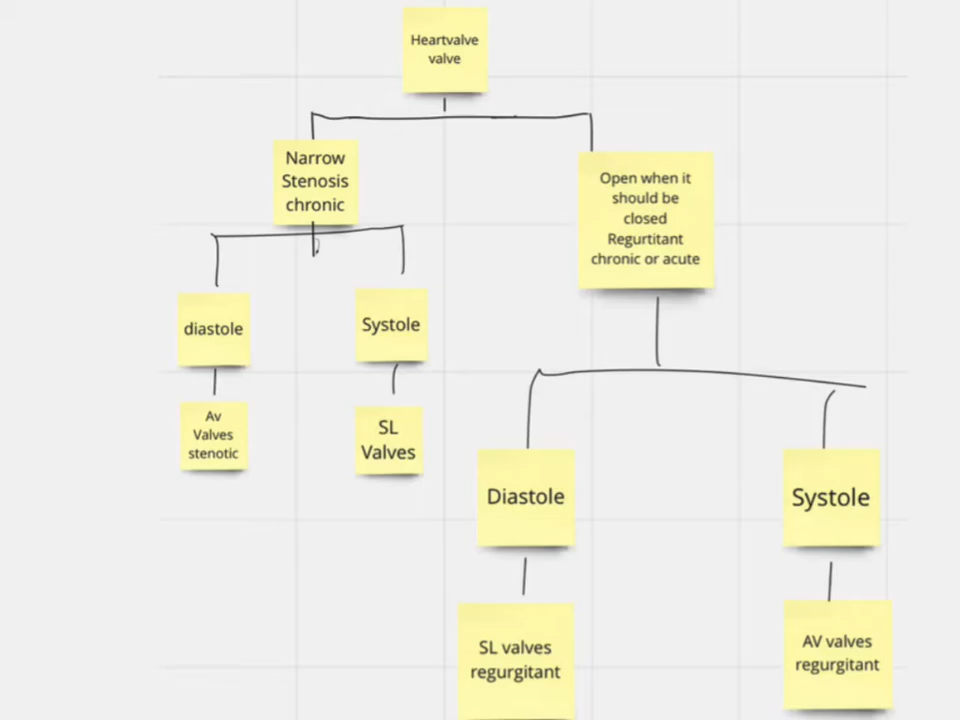 Heartvalve
valve
Narrow
Stenosis
chronic
Open when it
should be
closed
Regurtitant
chronic or acute
diastole
Systole
Av
Valves
stenotic
SL
Valves
Diastole
Systole
SL valves
regurgitant
AV valves
regurgitant